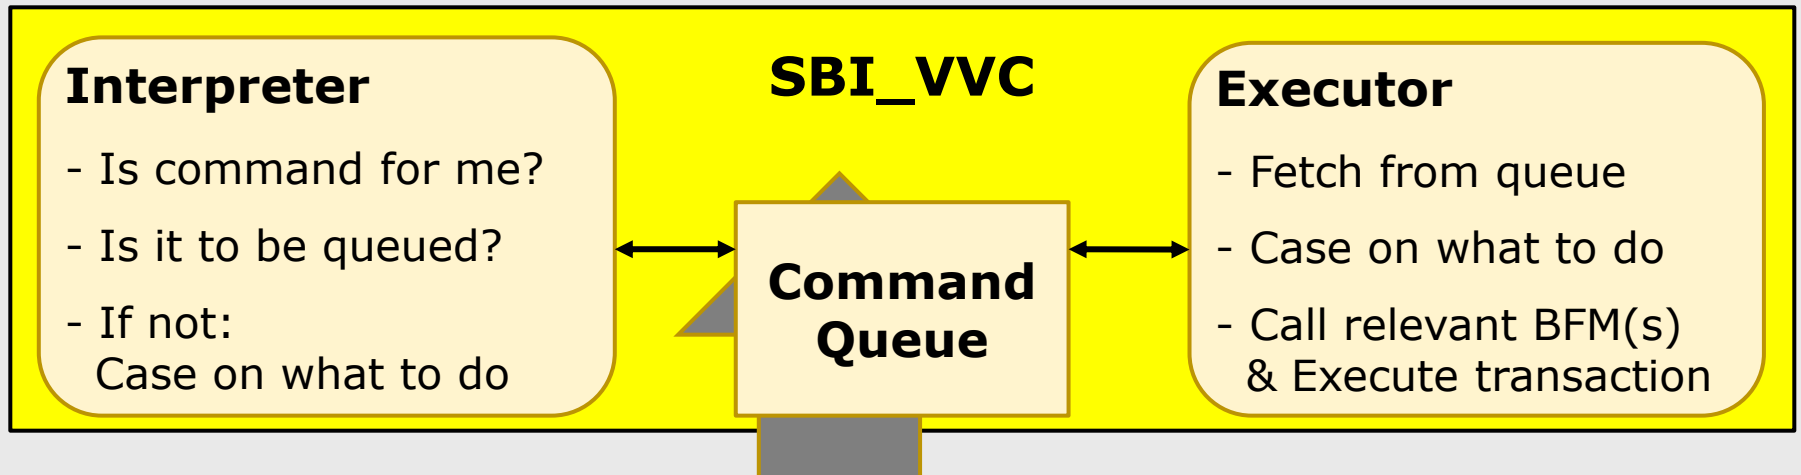 Interpreter
- Is command for me?
- Is it to be queued?
- If not:
Case on what to do
SBI_VVC
Command
Queue
Executor
- Fetch from queue
- Case on what to do
- Call relevant BFM(s)
& Execute transaction